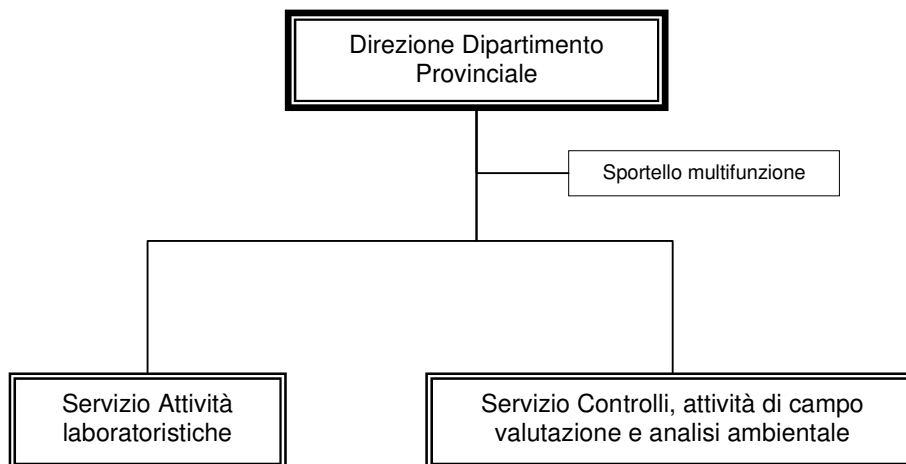 Direzione Dipartimento
Provinciale
Sportello multifunzione
Servizio Attività
laboratoristiche
Servizio Controlli, attività di campo
valutazione e analisi ambientale